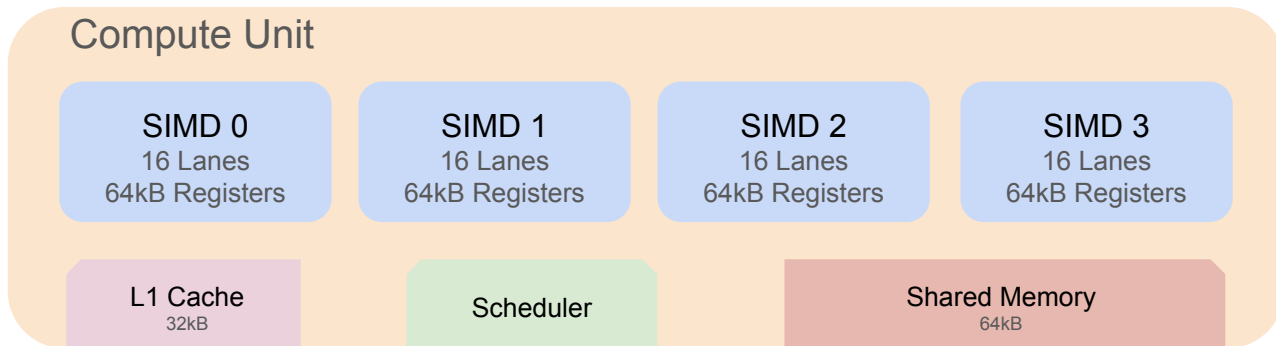 Compute Unit
SIMD 0
16 Lanes
64kB Registers
SIMD 1
16 Lanes
64kB Registers
SIMD 2
16 Lanes
64kB Registers
SIMD 3
16 Lanes
64kB Registers
L1 Cache
32kB
Scheduler
Shared Memory
64kB